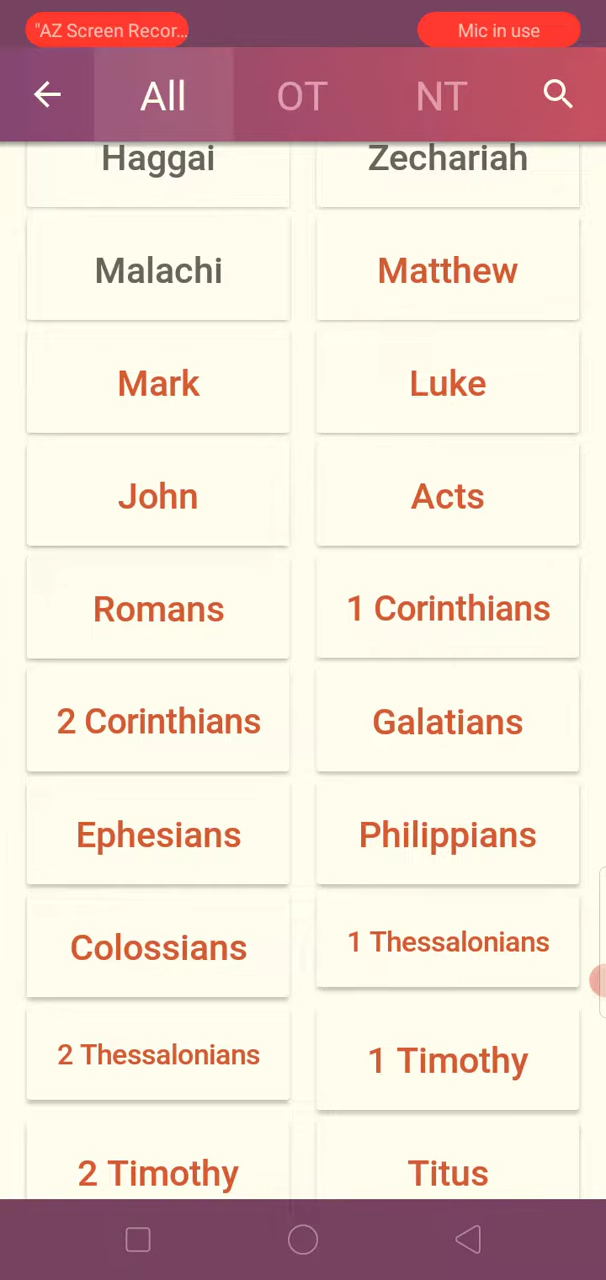 "AZ Screen Recor... Mic in use
All OT NT
Haggai Zechariah
Malachi Matthew
Mark Luke
John Acts
Romans 1 Corinthians
2 Corinthians Galatians
Ephesians Philippians
Colossians 1 Thessalonians
2 Thessalonians 1 Timothy
2 Timothy Titus